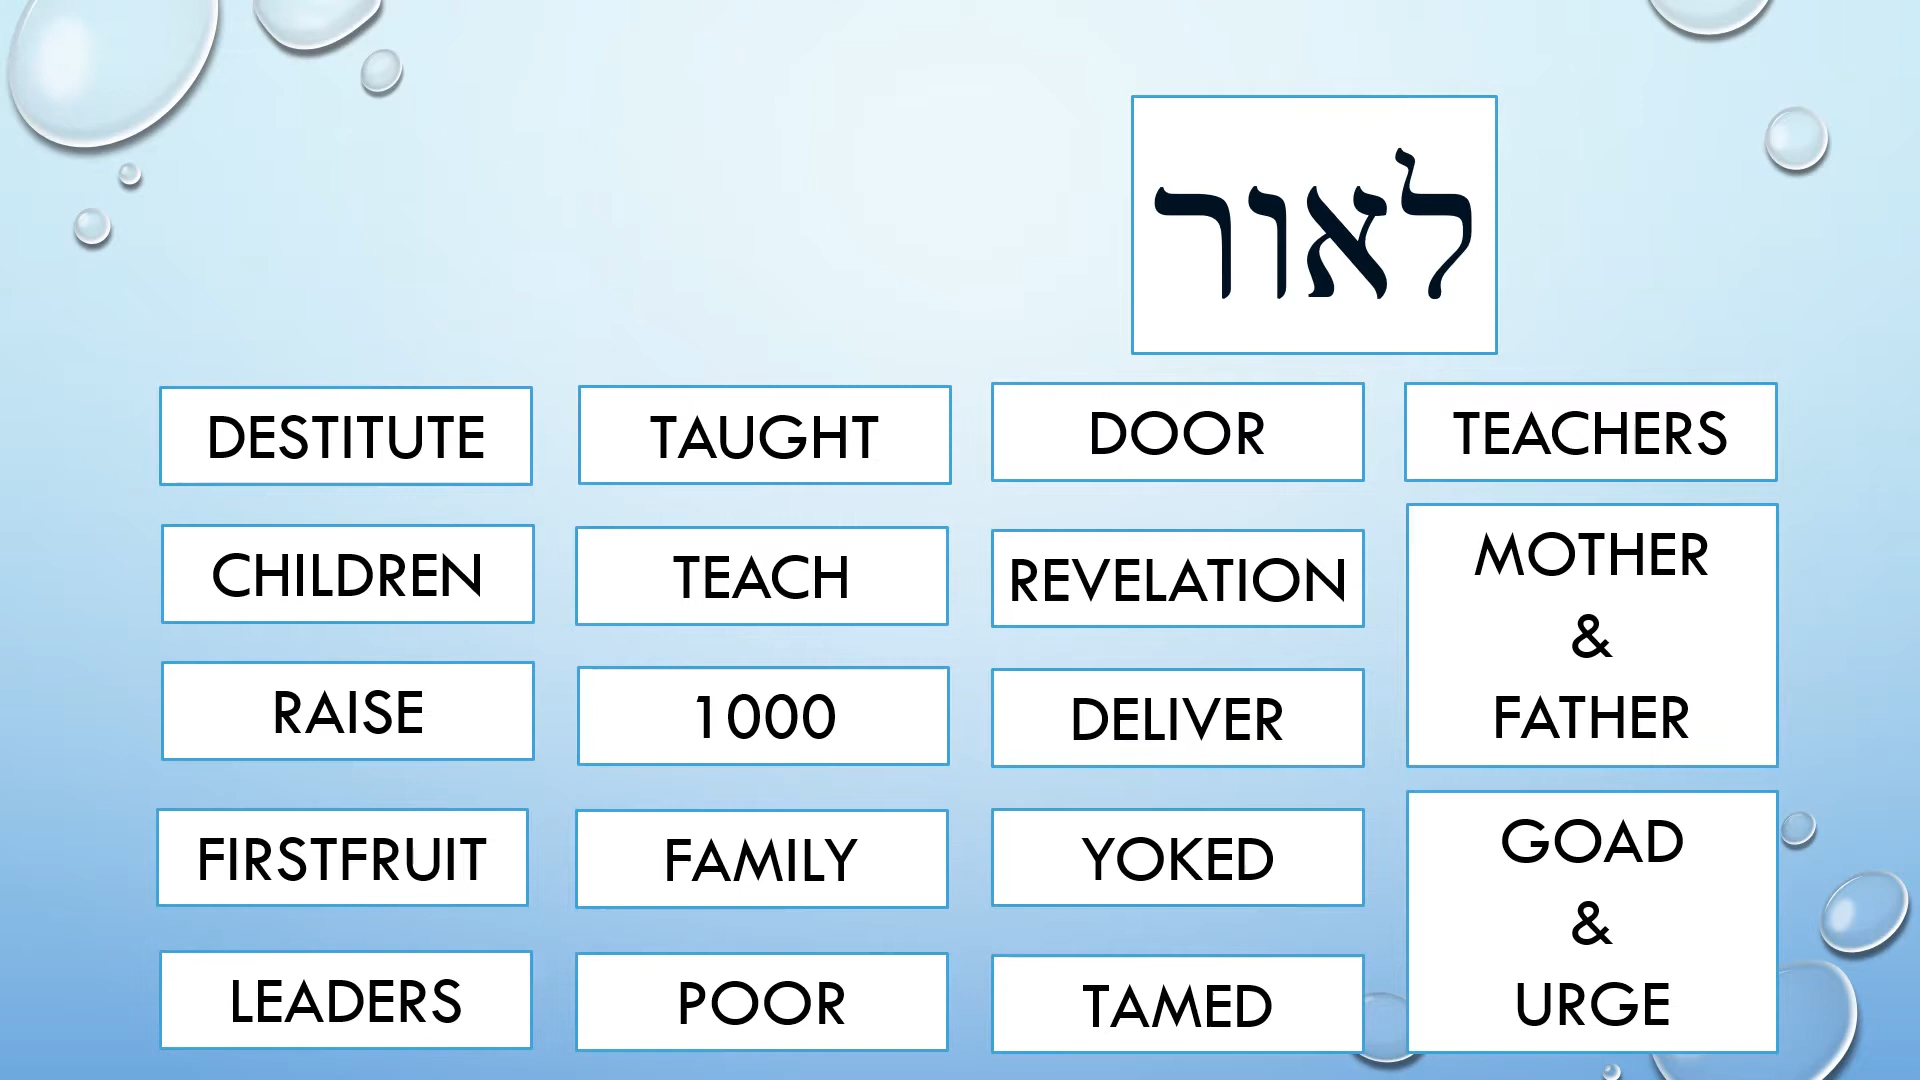 לאור
DESTITUTE
TAUGHT
DOOR
TEACHERS
CHILDREN
TEACH
REVELATION
MOTHER
&
FATHER
RAISE
1000
DELIVER
FIRSTFRUIT
FAMILY
YOKED
GOAD
&
URGE
LEADERS
POOR
TAMED